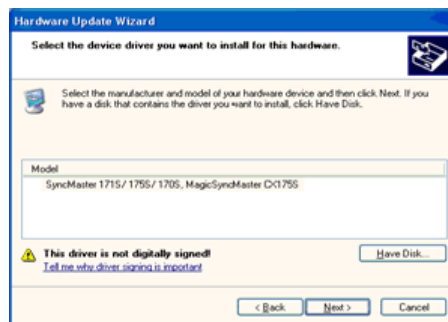 Hardware Update Wizard
Select the device driver you want to install for this hardware.
Select the manufacturer and model of your hardware device and then click Next. If you
have a disk that contains the driver you want to install, click Have Disk.
Model
SyncMaster 171S/ 175S/ 170S, MagicSyncMaster CX175S
This driver is not digitally signed!
Have Disk...
Tell me why driver signing is important
< Back
Next >
Cancel